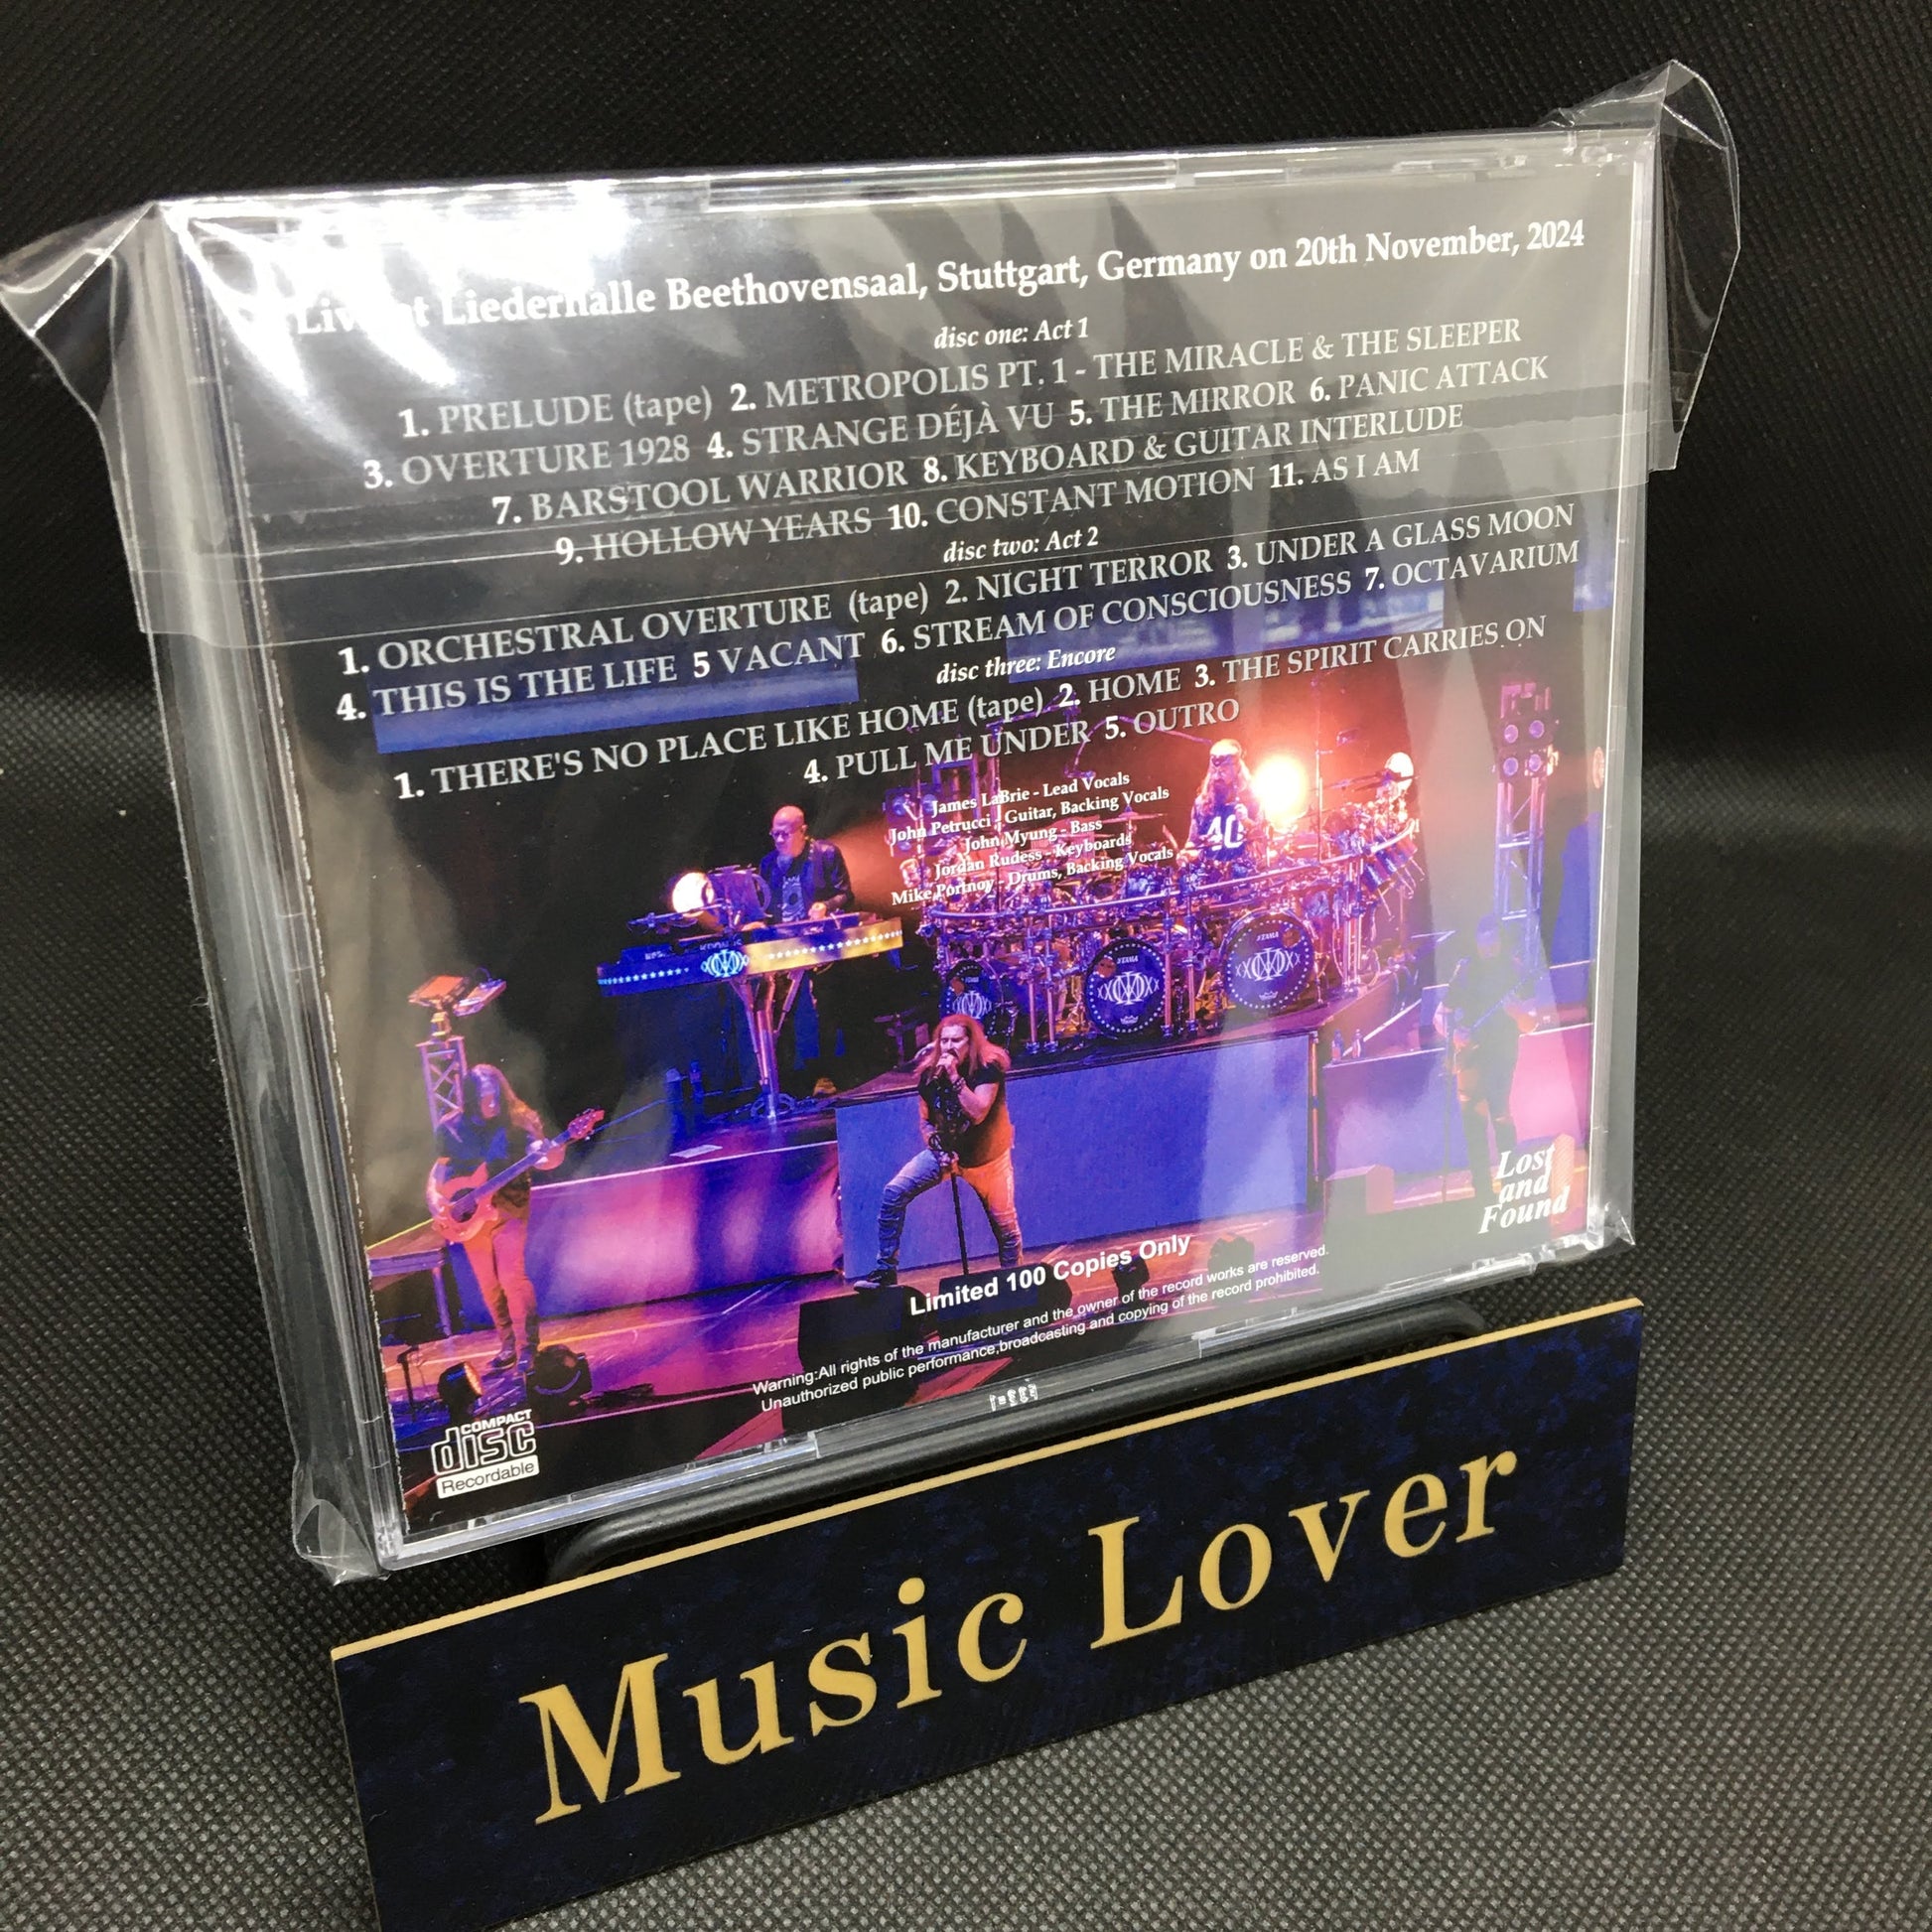 Live at Liederhalle Beethovensaal, Stuttgart, Germany on 20th November, 2024
disc one: Act 1
1. PRELUDE (tape) 2. METROPOLIS PT. 1 - THE MIRACLE & THE SLEEPER
3. OVERTURE 1928 4. STRANGE DÉJÀ VU 5. THE MIRROR 6. PANIC ATTACK
7. BARSTOOL WARRIOR 8. KEYBOARD & GUITAR INTERLUDE
9. HOLLOW YEARS 10. CONSTANT MOTION 11. AS I AM
disc two: Act 2
1. ORCHESTRAL OVERTURE (tape) 2. NIGHT TERROR 3. UNDER A GLASS MOON
4. THIS IS THE LIFE 5 VACANT 6. STREAM OF CONSCIOUSNESS 7. OCTAVARIUM
disc three: Encore
1. THERE'S NO PLACE LIKE HOME (tape) 2. HOME 3. THE SPIRIT CARRIES ON
4. PULL ME UNDER 5. OUTRO
James LaBrie - Lead Vocals
John Petrucci - Guitar, Backing Vocals
John Myung - Bass
Jordan Rudess - Keyboards
Mike Portnoy - Drums, Backing Vocals
40
TAMA
TAMA
TAMA
Lost
and
Found
Limited 100 Copies Only
Warning:All rights of the manufacturer and the owner of the record works are reserved.
Unauthorized public performance,broadcasting and copying of the record prohibited.
COMPACT
disc
Recordable
Music Lover